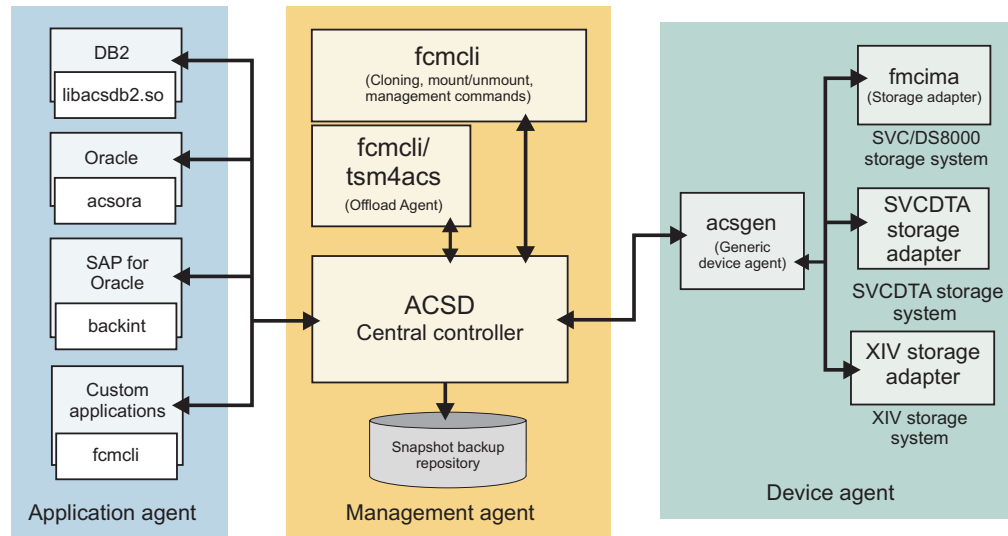 DB2
libacsdb2.so
Oracle
acsora
SAP for
Oracle
backint
Custom
applications
fcmcli
Application agent
fcmcli
(Cloning, mount/unmount,
management commands)
fcmcli/
tsm4acs
(Offload Agent)
ACSD
Central controller
Snapshot backup
repository
Management agent
acsgen
(Generic
device agent)
fmcima
(Storage adapter)
SVC/DS8000
storage system
SVCDTA
storage
adapter
SVCDTA storage
system
XIV storage
adapter
XIV storage
system
Device agent